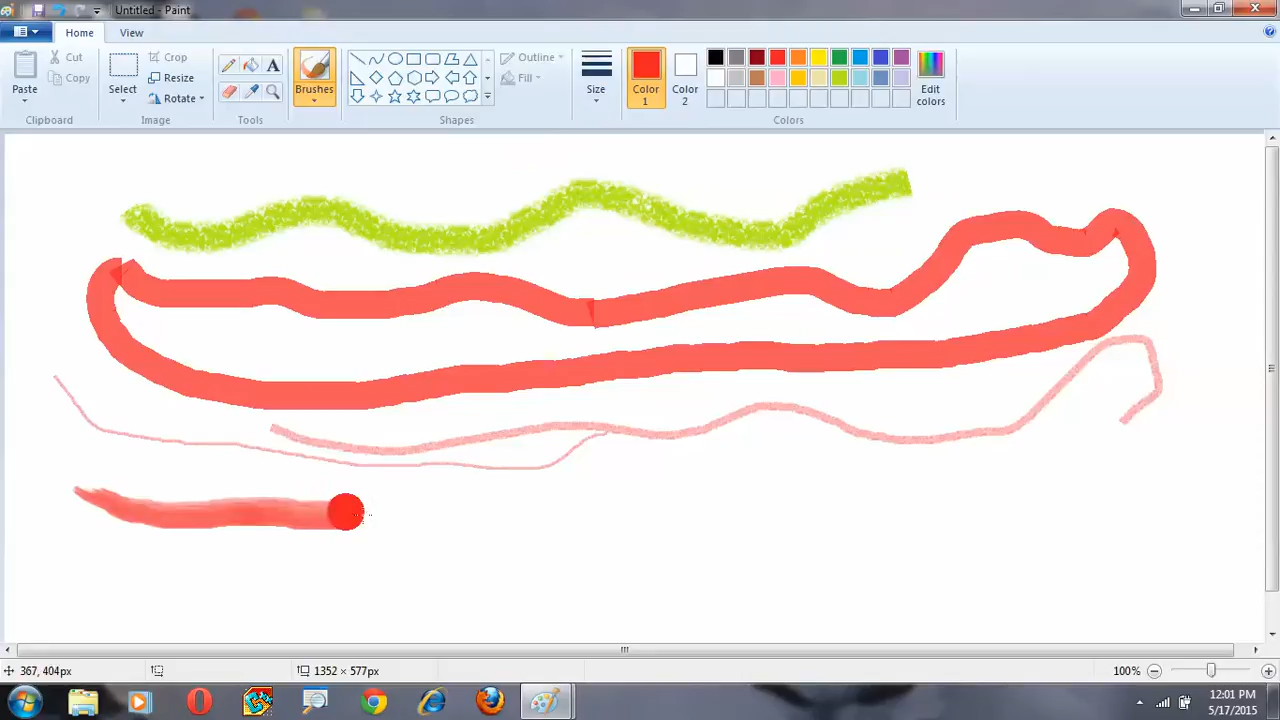 Untitled - Paint
Home View
Paste
Cut
Copy
Clipboard
Select
Crop
Resize
Rotate
Image
A
Tools
Brushes
Outline
Fill
Shapes
Size
Color 1
Color 2
Edit colors
Colors
367, 404px
1352 × 577px
100%
12:01 PM
5/17/2015